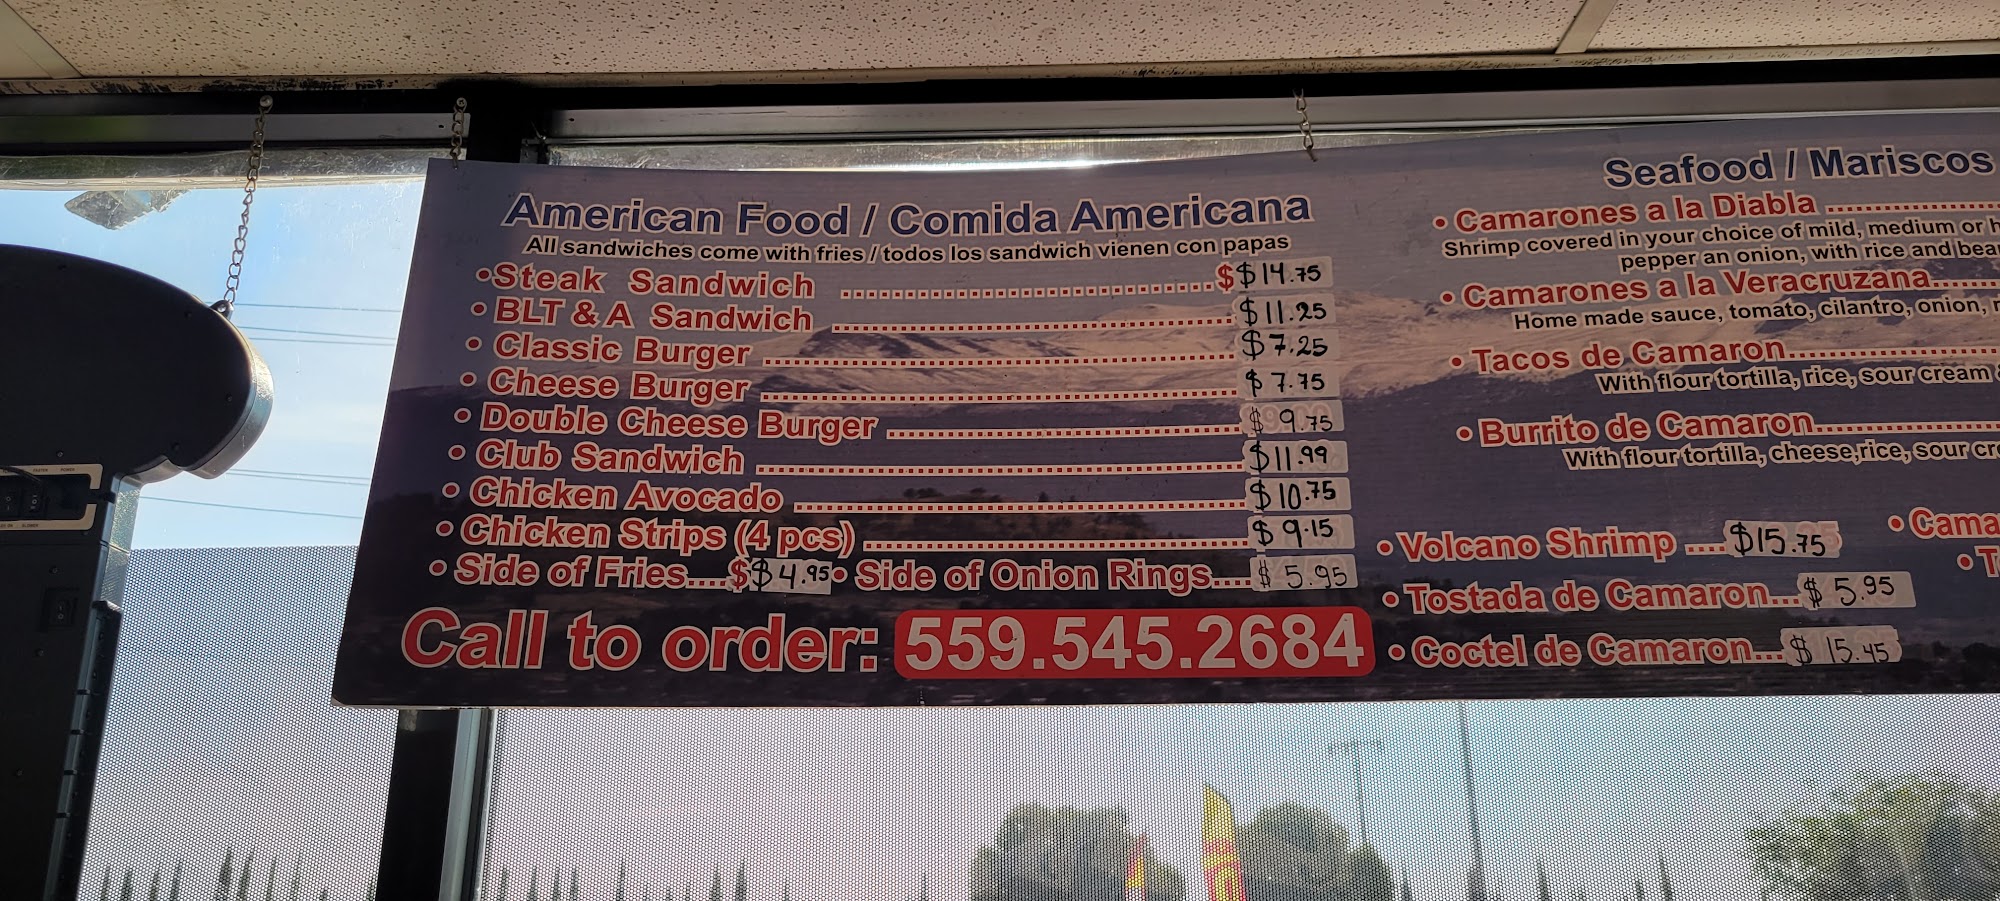 American Food / Comida Americana
All sandwiches come with fries / todos los sandwich vienen con papas
•Steak Sandwich ........................................$$14.75
• BLT & A Sandwich ........................................$11.25
• Classic Burger ........................................$7.25
• Cheese Burger ........................................$7.75
• Double Cheese Burger ........................................$9.75
• Club Sandwich ........................................$11.99
• Chicken Avocado ........................................$10.75
• Chicken Strips (4 pcs) ........................................$9.15
• Side of Fries....$$4.95• Side of Onion Rings....$5.95
Call to order: 559.545.2684
Seafood / Mariscos
• Camarones a la Diabla ....................
Shrimp covered in your choice of mild, medium or
pepper an onion, with rice and
• Camarones a la Veracruzana..........
Home made sauce, tomato, cilantro, onion,
• Tacos de Camaron..............................
With flour tortilla, rice, sour cream
• Burrito de Camaron..........................
With flour tortilla, cheese,rice, sour
• Volcano Shrimp ....$15.75
• Tostada de Camaron...$5.95
• Coctel de Camaron...$15.45